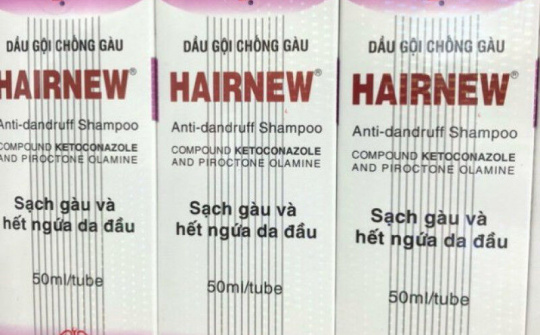 DẦU GỘI CHỐNG GÀU
HAIRNEW®
Anti-dandruff Shampoo
COMPOUND KETOCONAZOLE
AND PIROCTONE OLAMINE
Sạch gàu và
hết ngứa da đầu
50ml/tube
DẦU GỘI CHỐNG GÀU
HAIRNEW®
Anti-dandruff Shampoo
COMPOUND KETOCONAZOLE
AND PIROCTONE OLAMINE
Sạch gàu và
hết ngứa da đầu
50ml/tube
DẦU GỘI CHỐNG GÀU
HAIRNEW®
Anti-dandruff Shampoo
COMPOUND KETOCONAZOLE
AND PIROCTONE OLAMINE
Sạch gàu và
hết ngứa da đầu
50ml/tube